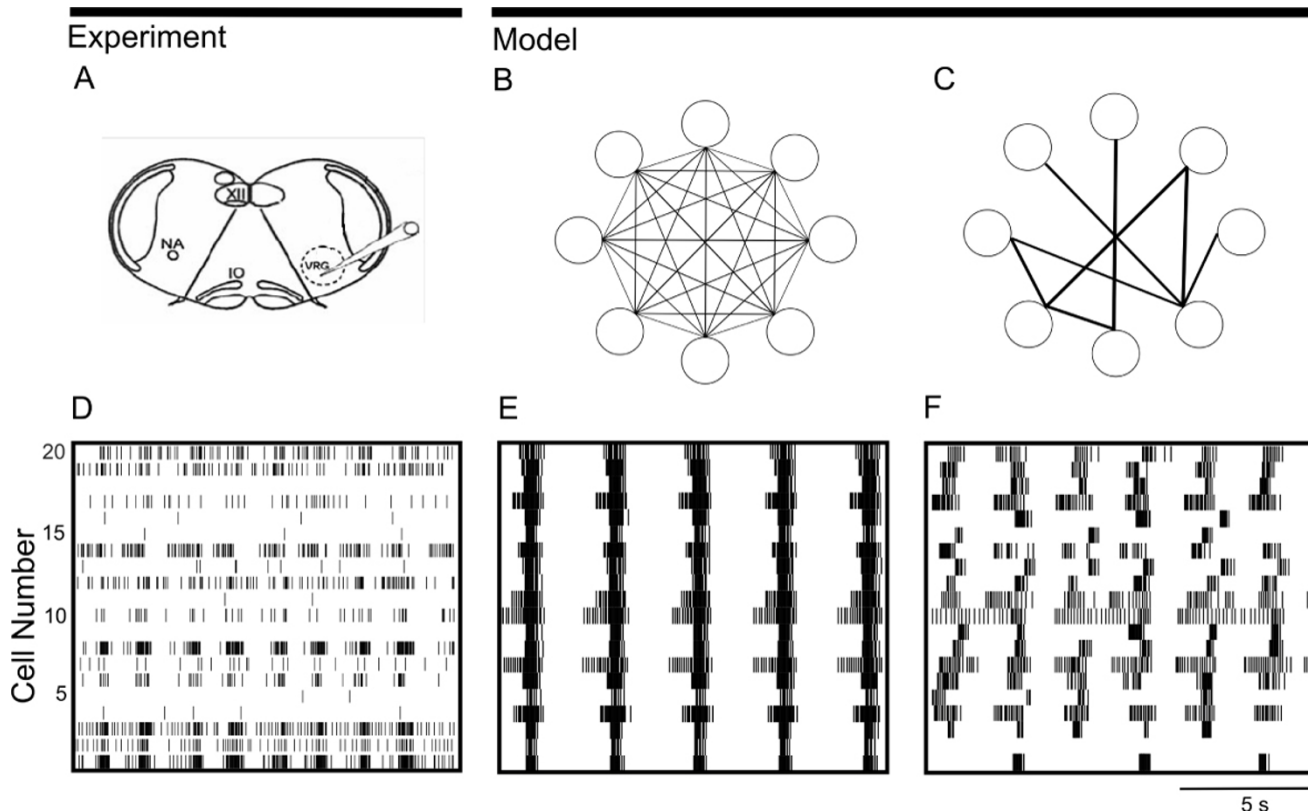 Experiment
Model
A
B
C
XII
NA
IO
VRG
D
E
F
20
15
10
5
Cell Number
5 s